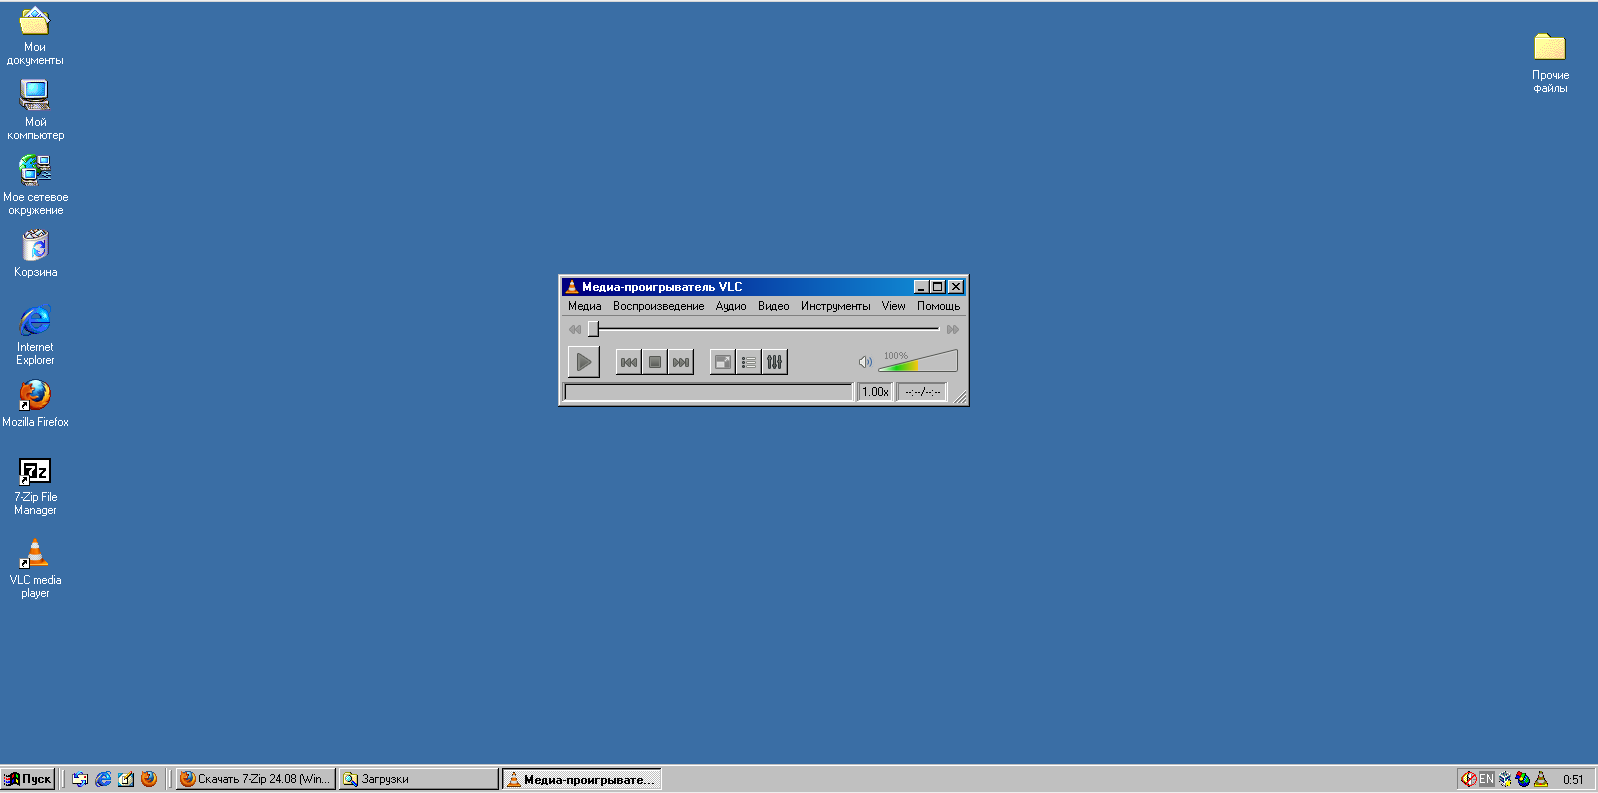 Мои
документы
Мой
компьютер
Мое сетевое
окружение
Корзина
Internet
Explorer
Mozilla Firefox
7-Zip File
Manager
VLC media
player
Прочие
файлы
Медиа-проигрыватель VLC
Медиа Воспроизведение Аудио Видео Инструменты View Помощь
100%
1.00x --:--/--:--
Пуск
Скачать 7-Zip 24.08 (Win...
Загрузки
Медиа-проигрывате...
EN
0:51